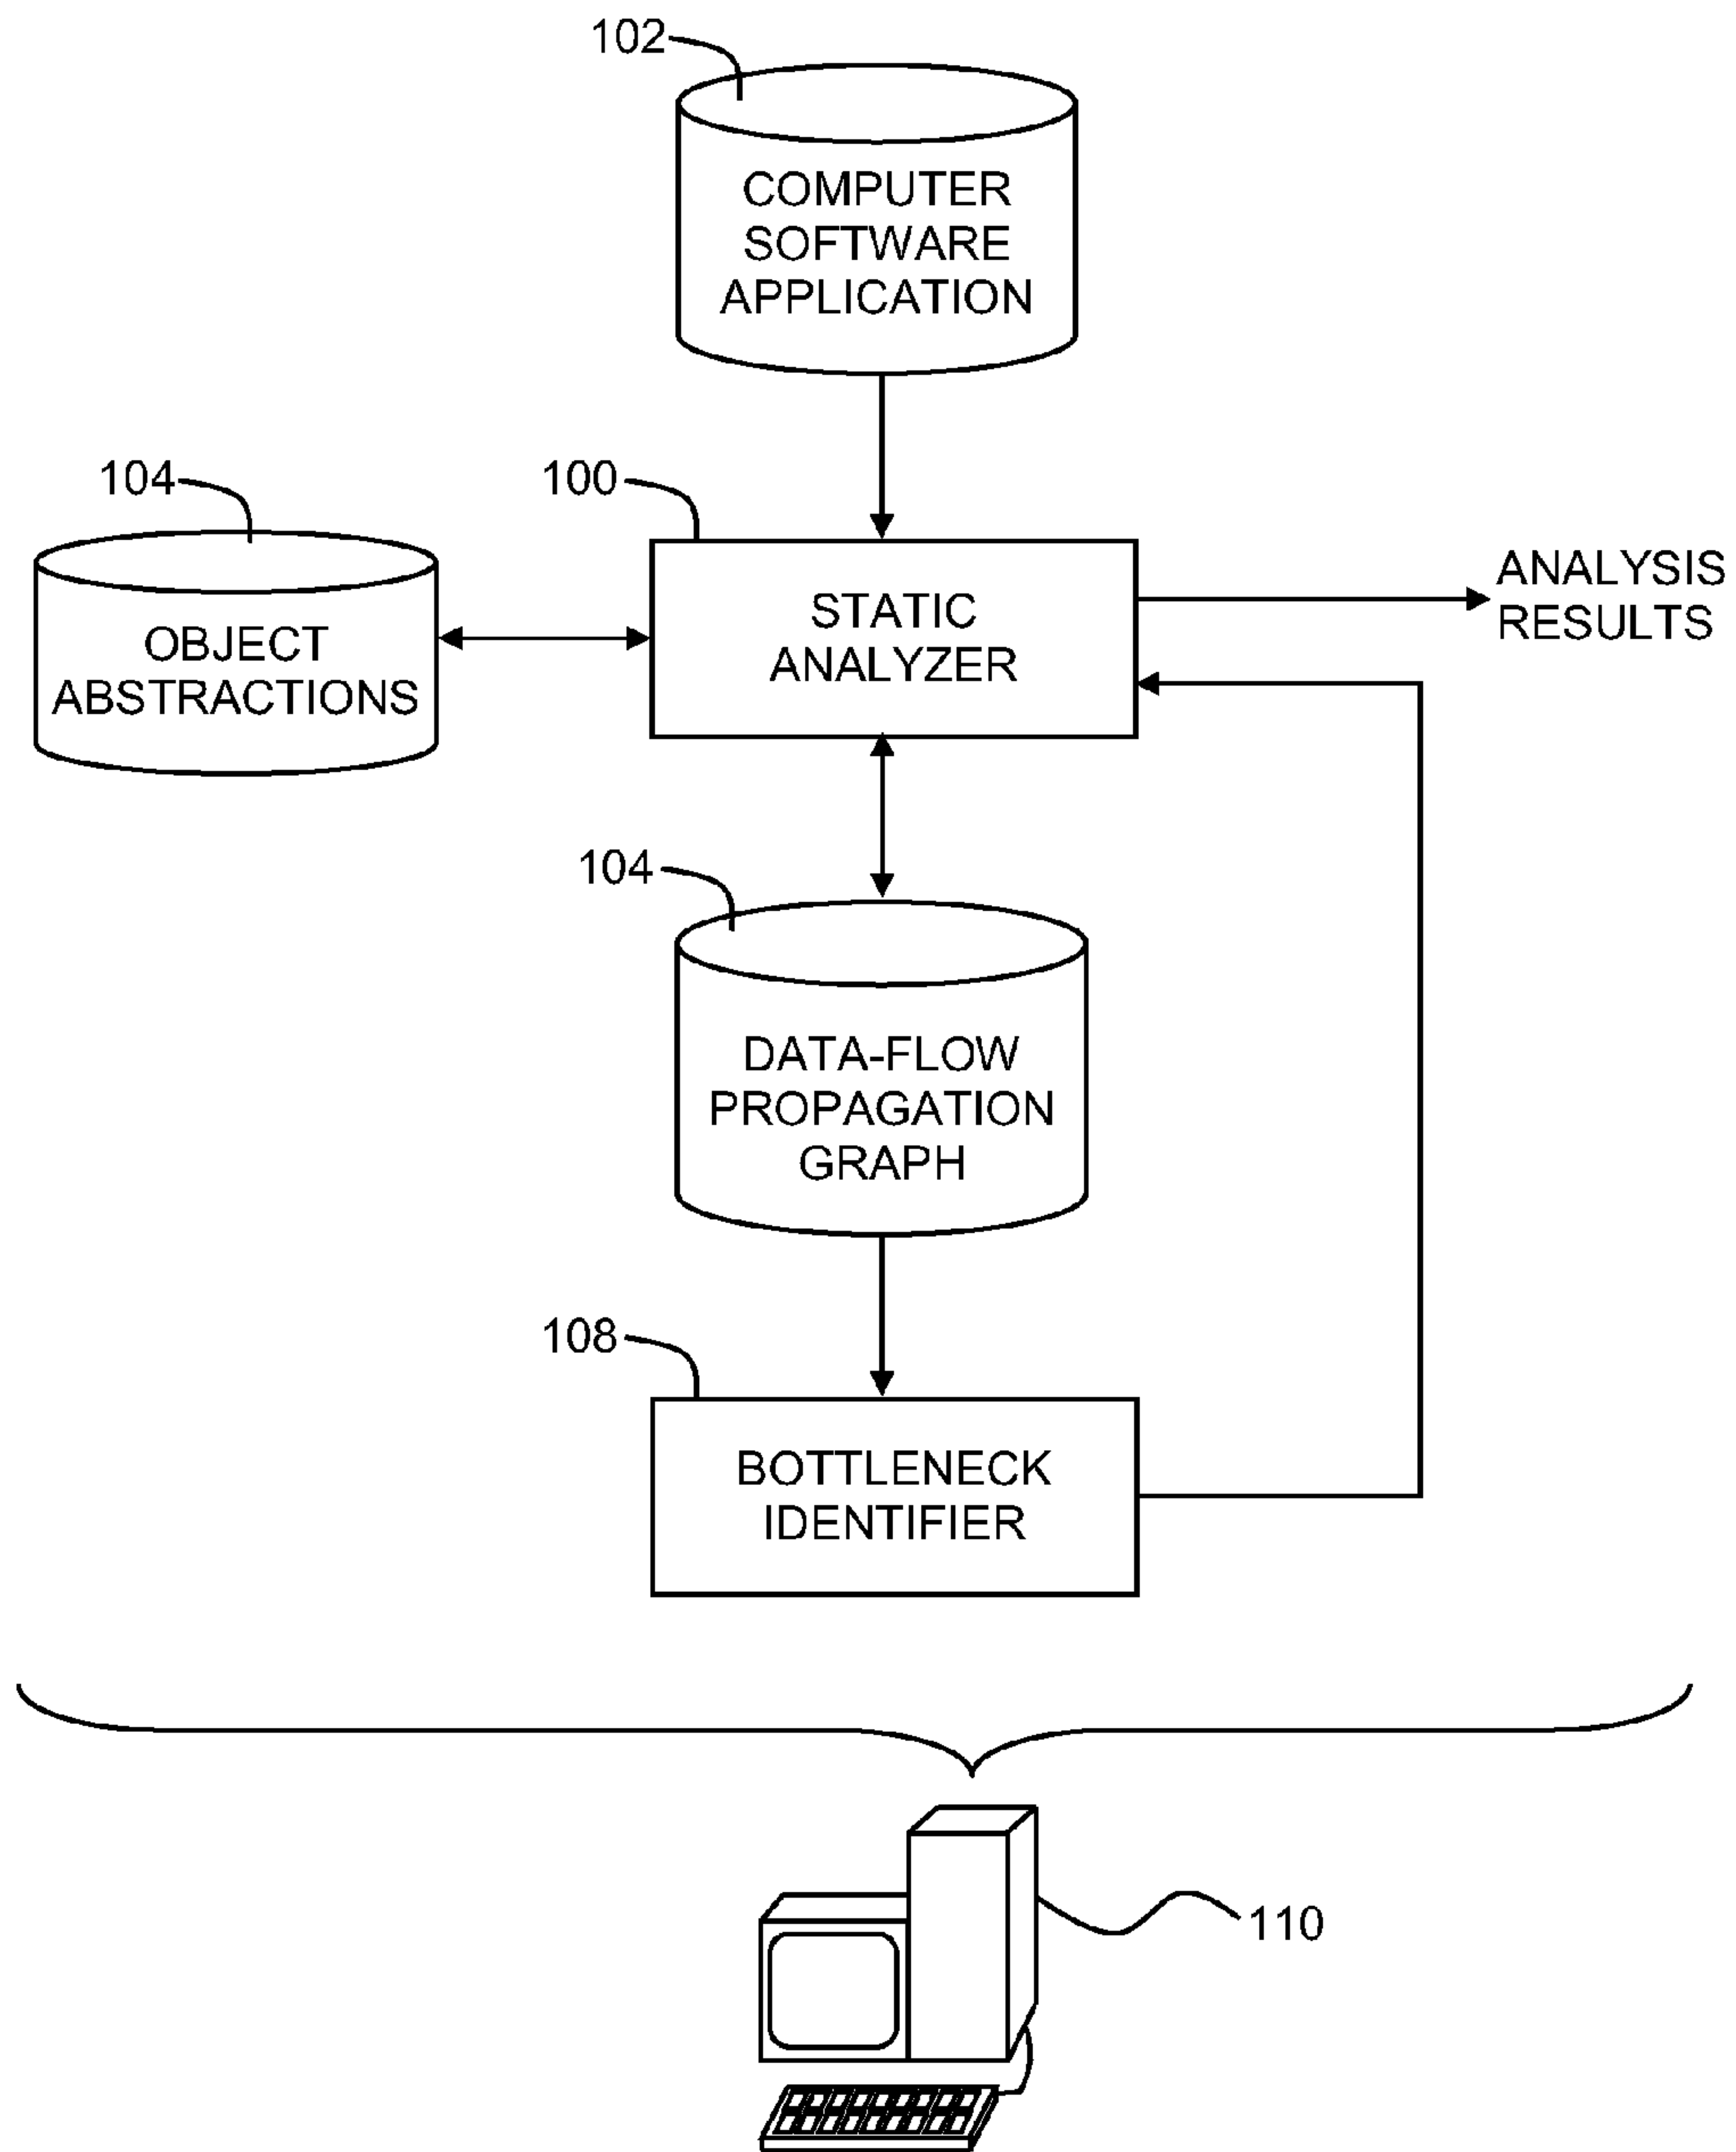 102
COMPUTER
SOFTWARE
APPLICATION
104
100
OBJECT
ABSTRACTIONS
STATIC
ANALYZER
ANALYSIS
RESULTS
104
DATA-FLOW
PROPAGATION
GRAPH
108
BOTTLENECK
IDENTIFIER
110